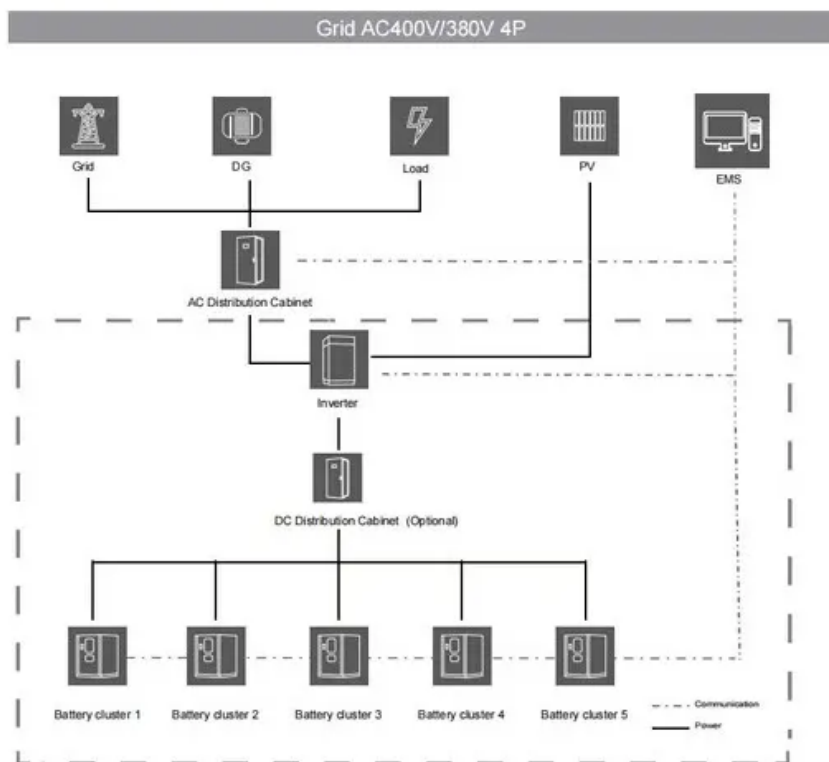 Grid AC400V/380V 4P
Grid
DG
Load
PV
EMS
AC Distribution Cabinet
Inverter
DC Distribution Cabinet (Optional)
Battery cluster 1
Battery cluster 2
Battery cluster 3
Battery cluster 4
Battery cluster 5
Communication
Power